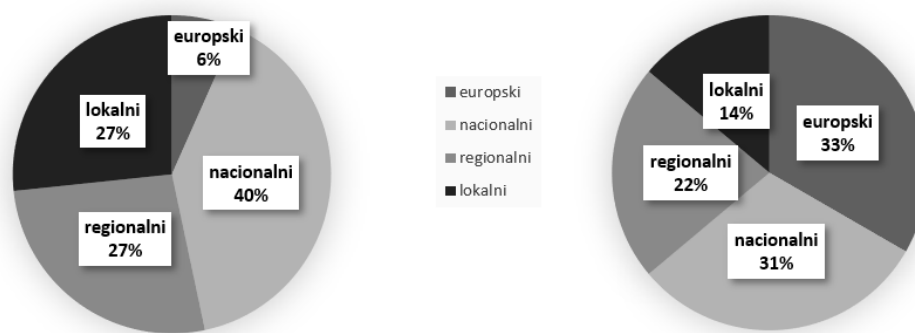 europski
6%
lokalni
27%
nacionalni
40%
regionalni
27%
europski
nacionalni
regionalni
lokalni
lokalni
14%
europski
33%
regionalni
22%
nacionalni
31%